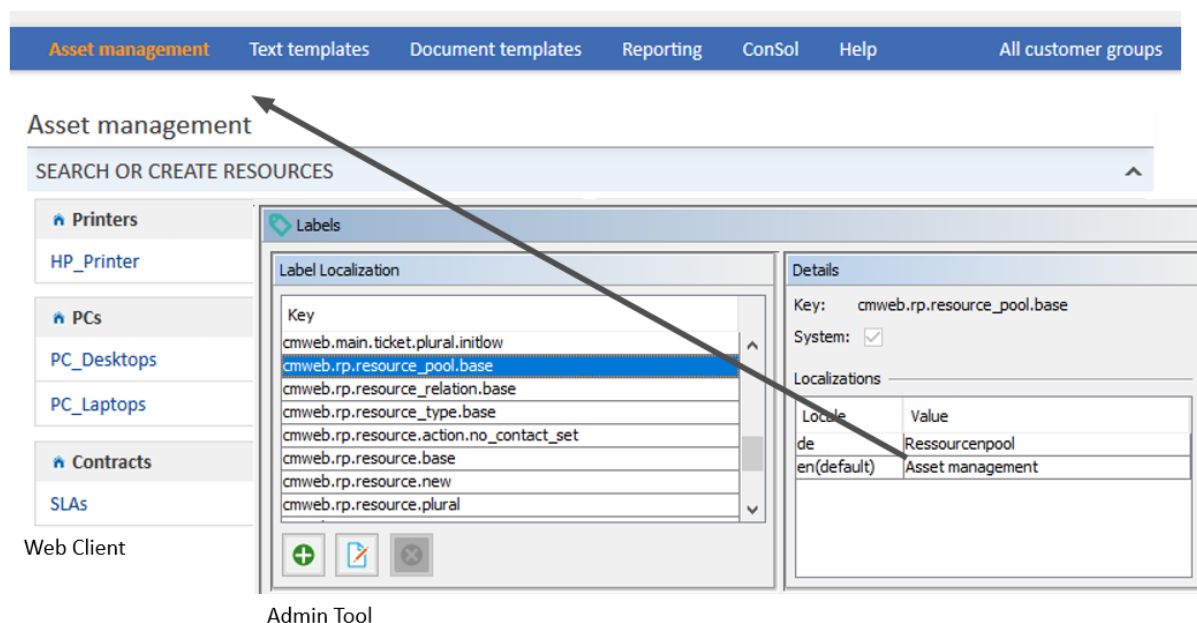 Asset management Text templates Document templates Reporting ConSol Help All customer groups
Asset management
SEARCH OR CREATE RESOURCES
Printers
HP_Printer
PCs
PC_Desktops
PC_Laptops
Contracts
SLAs
Web Client
Labels
Label Localization
Key
cmweb.main.ticket.plural.initlow
cmweb.rp.resource_pool.base
cmweb.rp.resource_relation.base
cmweb.rp.resource_type.base
cmweb.rp.resource.action.no_contact_set
cmweb.rp.resource.base
cmweb.rp.resource.new
cmweb.rp.resource.plural
Details
Key: cmweb.rp.resource_pool.base
System:
Localizations
Locale Value
de Ressourcenpool
en(default) Asset management
Admin Tool